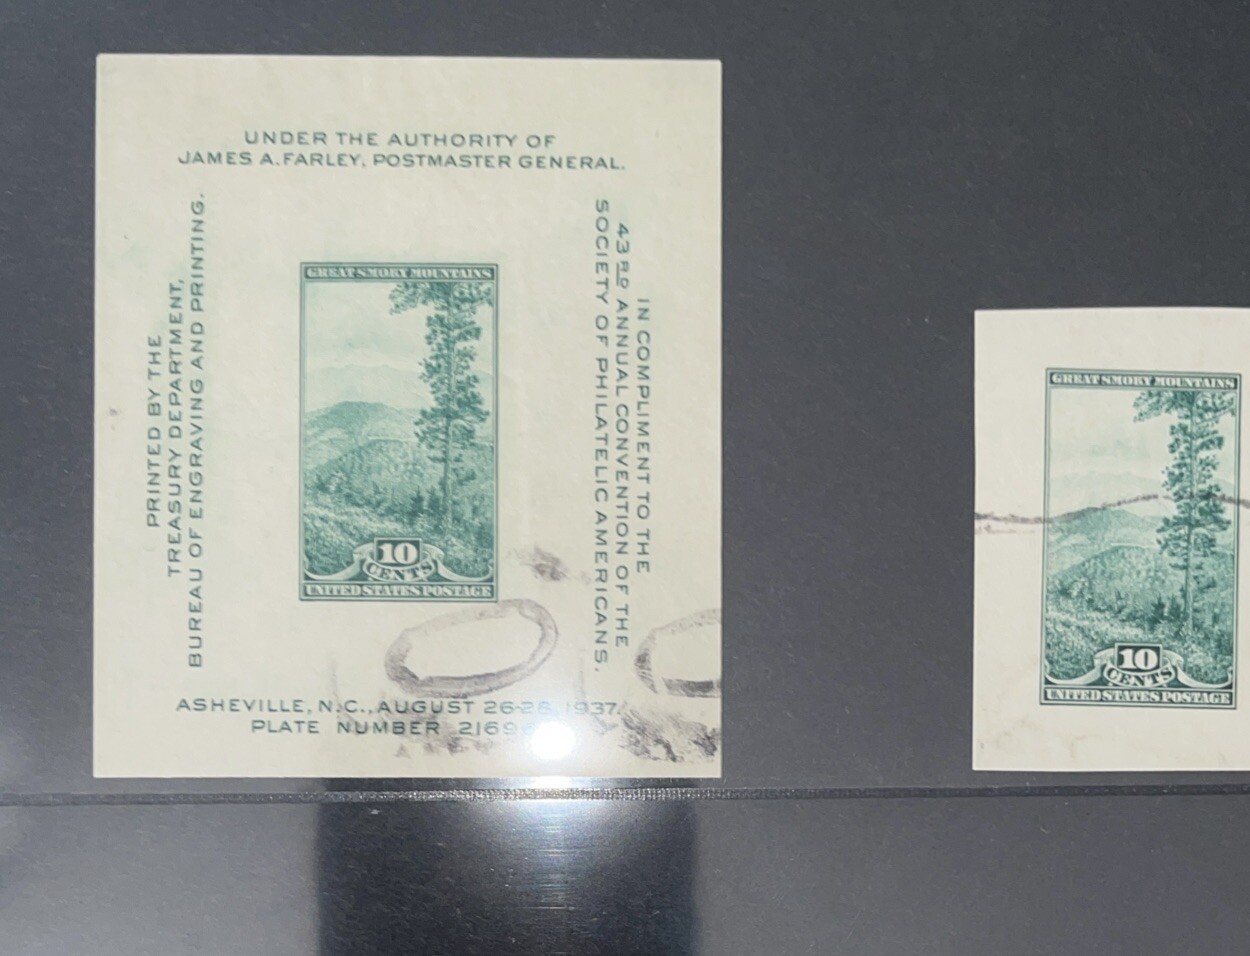 UNDER THE AUTHORITY OF
JAMES A. FARLEY, POSTMASTER GENERAL.
PRINTED BY THE
TREASURY DEPARTMENT,
BUREAU OF ENGRAVING AND PRINTING.
GREAT SMOKY MOUNTAINS
10
CENTS
UNITED STATES POSTAGE
IN COMPLIMENT TO THE
43RD ANNUAL CONVENTION OF THE
SOCIETY OF PHILATELIC AMERICANS.
ASHEVILLE, N.C., AUGUST 26-28, 1937.
PLATE NUMBER
GREAT SMOKY MOUNTAINS
10
CENTS
UNITED STATES POSTAGE